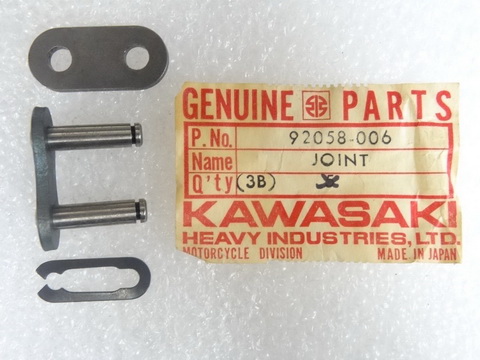 GENUINE PARTS
P.No. 92058-006
Name JOINT
Q'ty (3B)
KAWASAKI
HEAVY INDUSTRIES, LTD.
MOTORCYCLE DIVISION MADE IN JAPAN